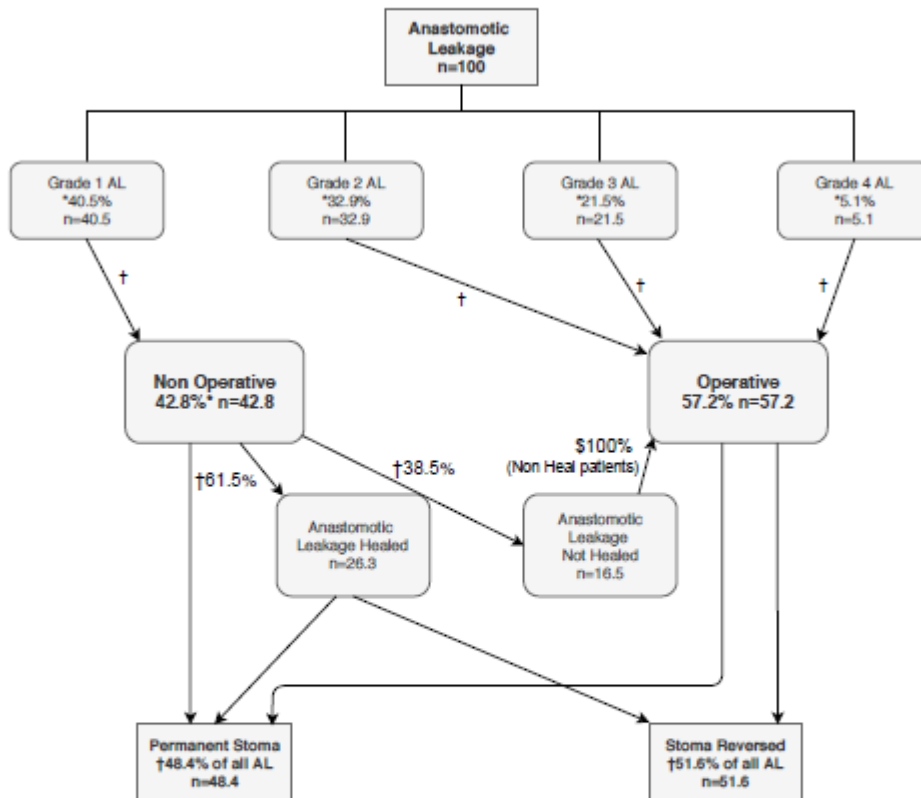 Anastomotic
Leakage
n=100
Grade 1 AL
*40.5%
n=40.5
Grade 2 AL
*32.9%
n=32.9
Grade 3 AL
*21.5%
n=21.5
Grade 4 AL
*5.1%
n=5.1
†
†
†
†
Non Operative
42.8%* n=42.8
Operative
57.2% n=57.2
†61.5%
†38.5%
$100%
(Non Heal patients)
Anastomotic
Leakage Healed
n=26.3
Anastomotic
Leakage
Not Healed
n=16.5
Permanent Stoma
†48.4% of all AL
n=48.4
Stoma Reversed
†51.6% of all AL
n=51.6